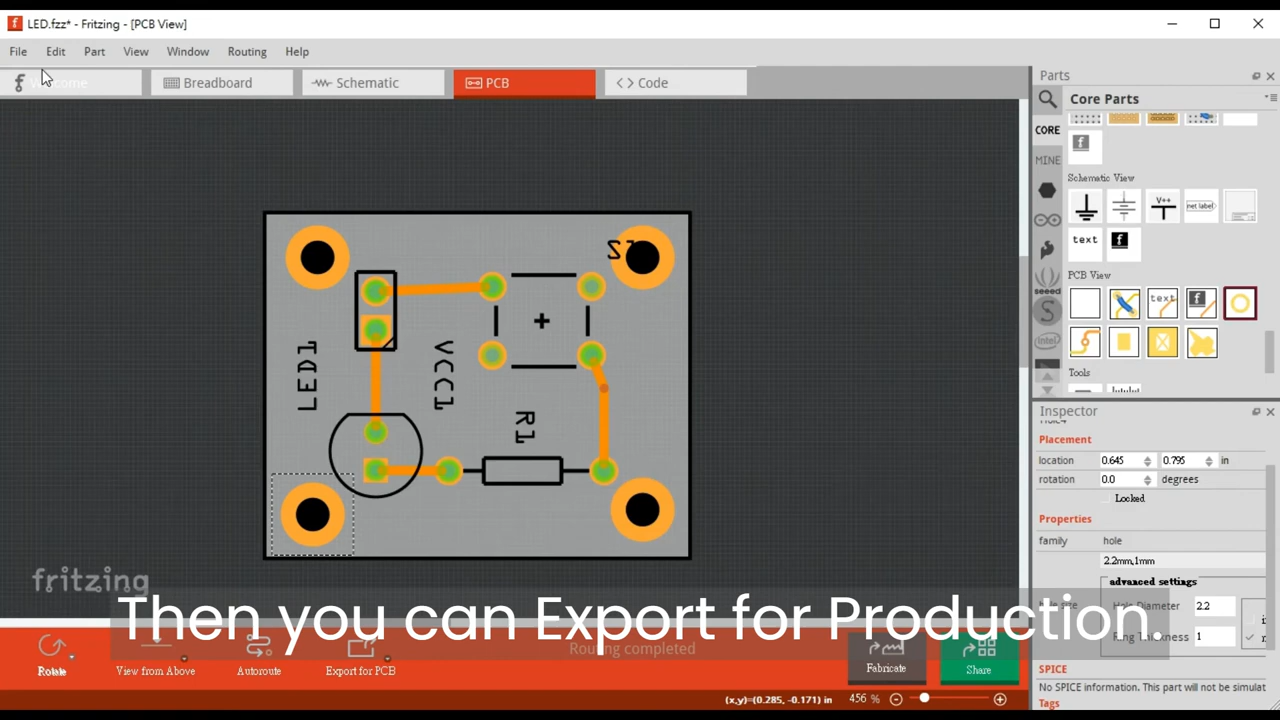 LED.fzz* - Fritzing - [PCB View]
File Edit Part View Window Routing Help
Welcome Breadboard Schematic PCB Code
Parts
Core Parts
CORE
MINE
Schematic View
V++
net label
text
PCB View
text
seeed
intel
Tools
S1
LED1
VCC1
+
R1
Inspector
Placement
location 0.645 0.795 in
rotation 0.0 degrees
Locked
Properties
family hole
2.2mm,1mm
advanced settings
hole size Hole Diameter 2.2
Ring Thickness 1
SPICE
No SPICE information. This part will not be simulat
Tags
fritzing
Then you can Export for Production.
Rotate View from Above Autoroute Export for PCB
Routing completed
Fabricate Share
(x,y)=(0.285, -0.171) in 456 %